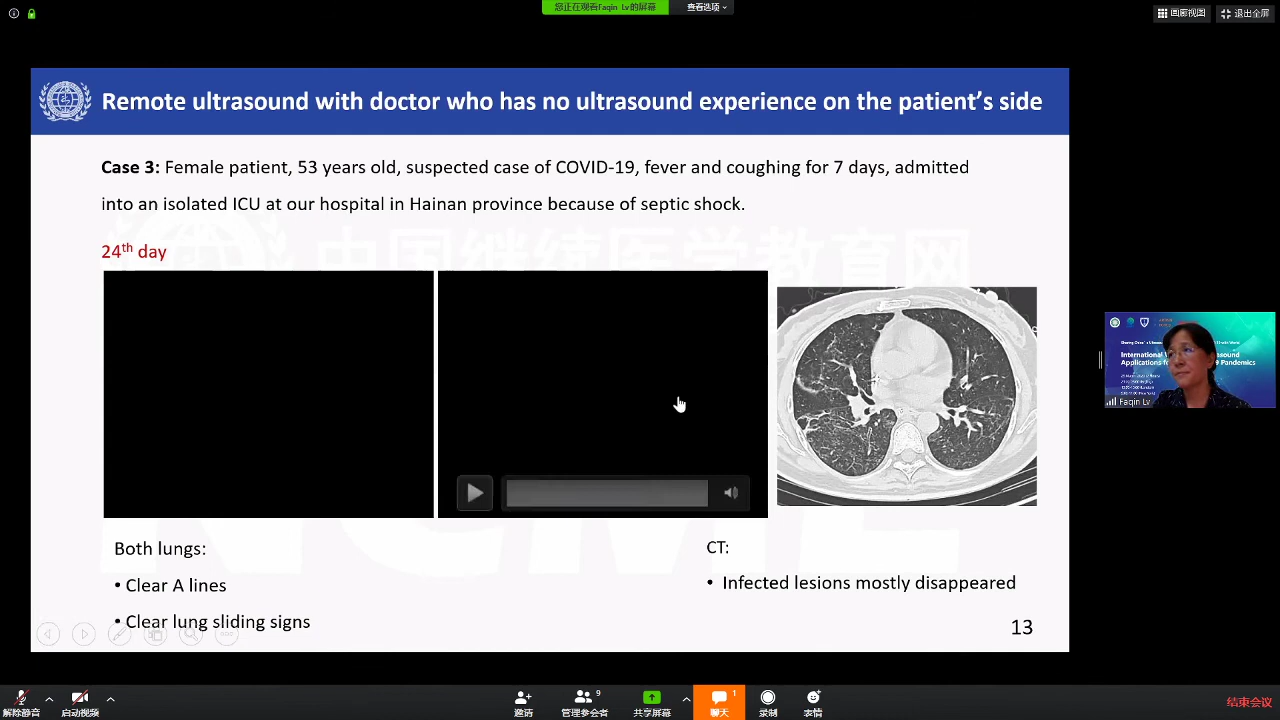 您正在观看Faqin Lv的屏幕
查看选项
画廊视图
退出全屏
Remote ultrasound with doctor who has no ultrasound experience on the patient's side
Case 3: Female patient, 53 years old, suspected case of COVID-19, fever and coughing for 7 days, admitted
into an isolated ICU at our hospital in Hainan province because of septic shock.
中国继续医学教育网
24th day
NCME
Both lungs:
• Clear A lines
• Clear lung sliding signs
CT:
• Infected lesions mostly disappeared
13
Faqin Lv
解除静音
启动视频
邀请
9
管理参会者
共享屏幕
1
聊天
录制
表情
结束会议